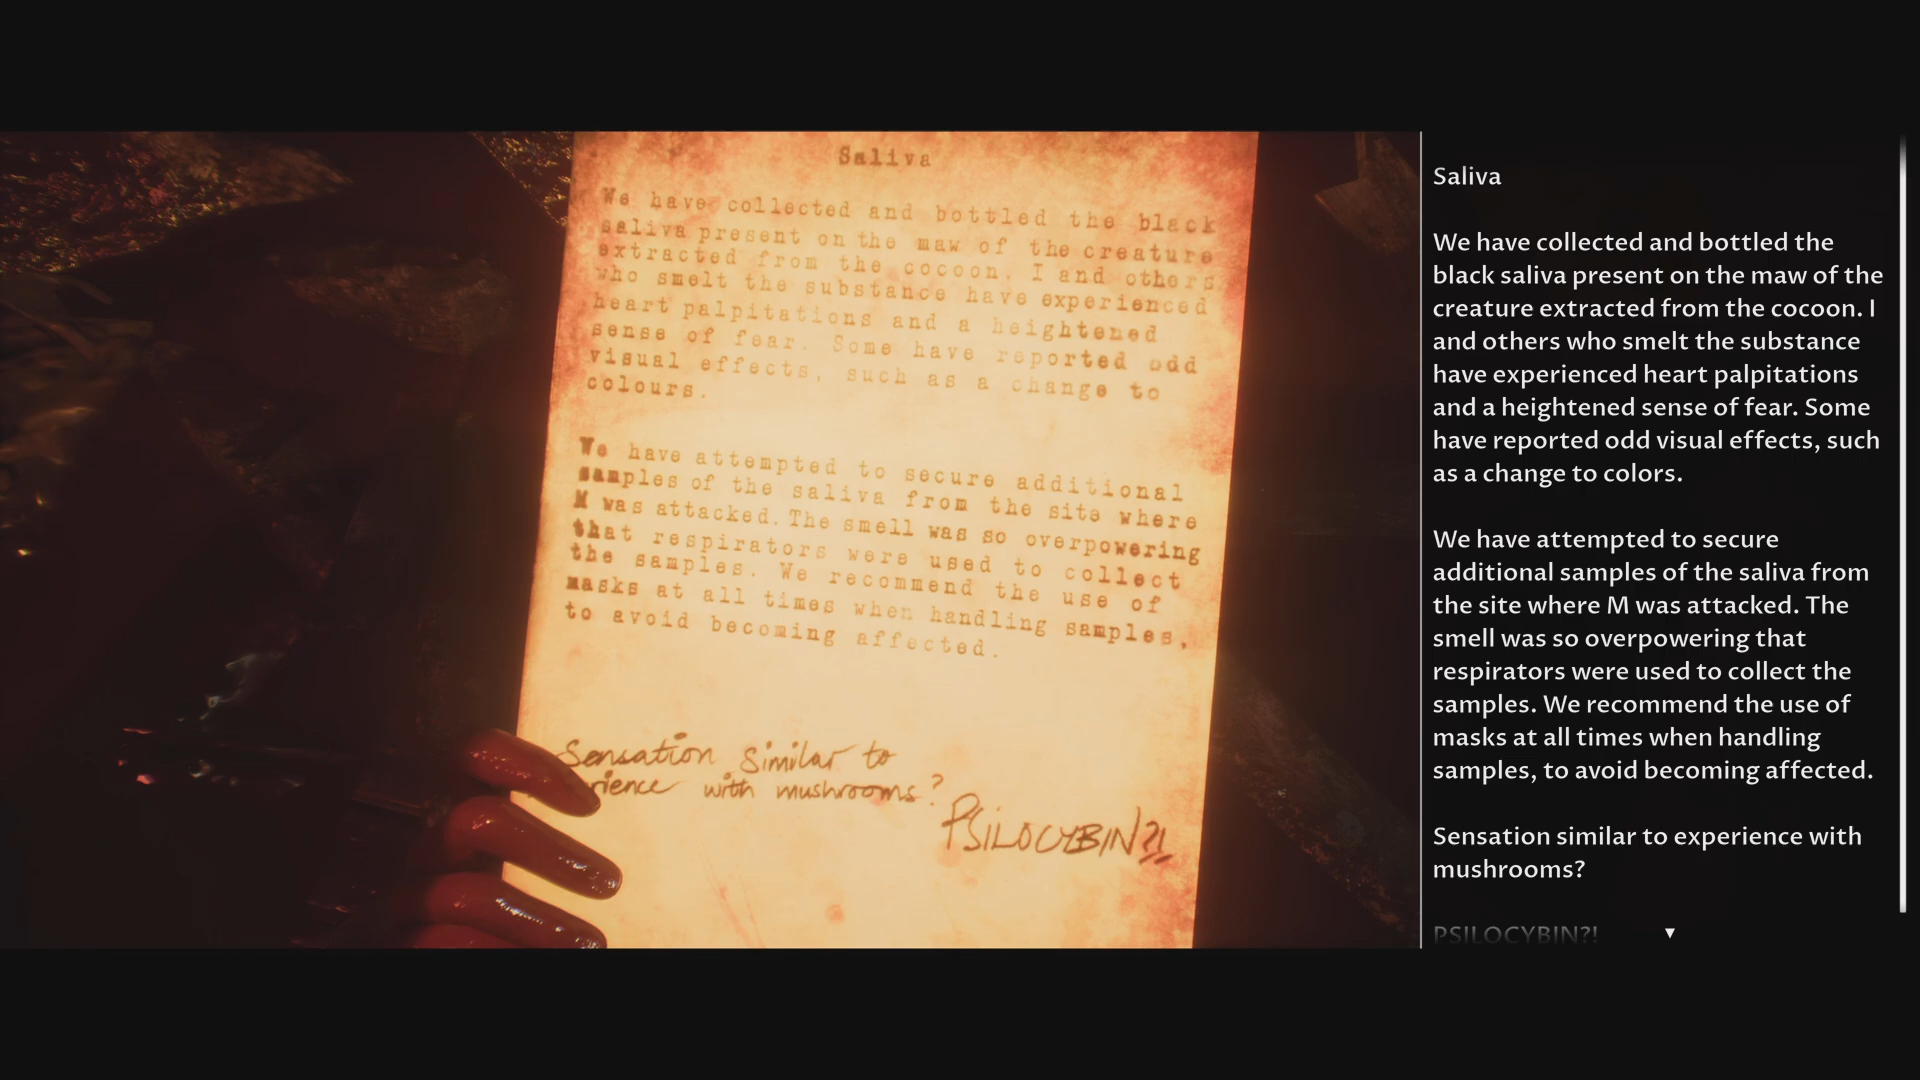 Saliva
We have collected and bottled the black
saliva present on the maw of the creature
extracted from the cocoon. I and others
who smelt the substance have experienced
heart palpitations and a heightened
sense of fear. Some have reported odd
visual effects, such as a change to
colours.
We have attempted to secure additional
samples of the saliva from the site where
M was attacked. The smell was so overpowering
that respirators were used to collect
the samples. We recommend the use of
masks at all times when handling samples,
to avoid becoming affected.
Sensation similar to
rience with mushrooms?
PSILOCYBIN?!
Saliva
We have collected and bottled the
black saliva present on the maw of the
creature extracted from the cocoon. I
and others who smelt the substance
have experienced heart palpitations
and a heightened sense of fear. Some
have reported odd visual effects, such
as a change to colors.
We have attempted to secure
additional samples of the saliva from
the site where M was attacked. The
smell was so overpowering that
respirators were used to collect the
samples. We recommend the use of
masks at all times when handling
samples, to avoid becoming affected.
Sensation similar to experience with
mushrooms?
PSILOCYBIN?!